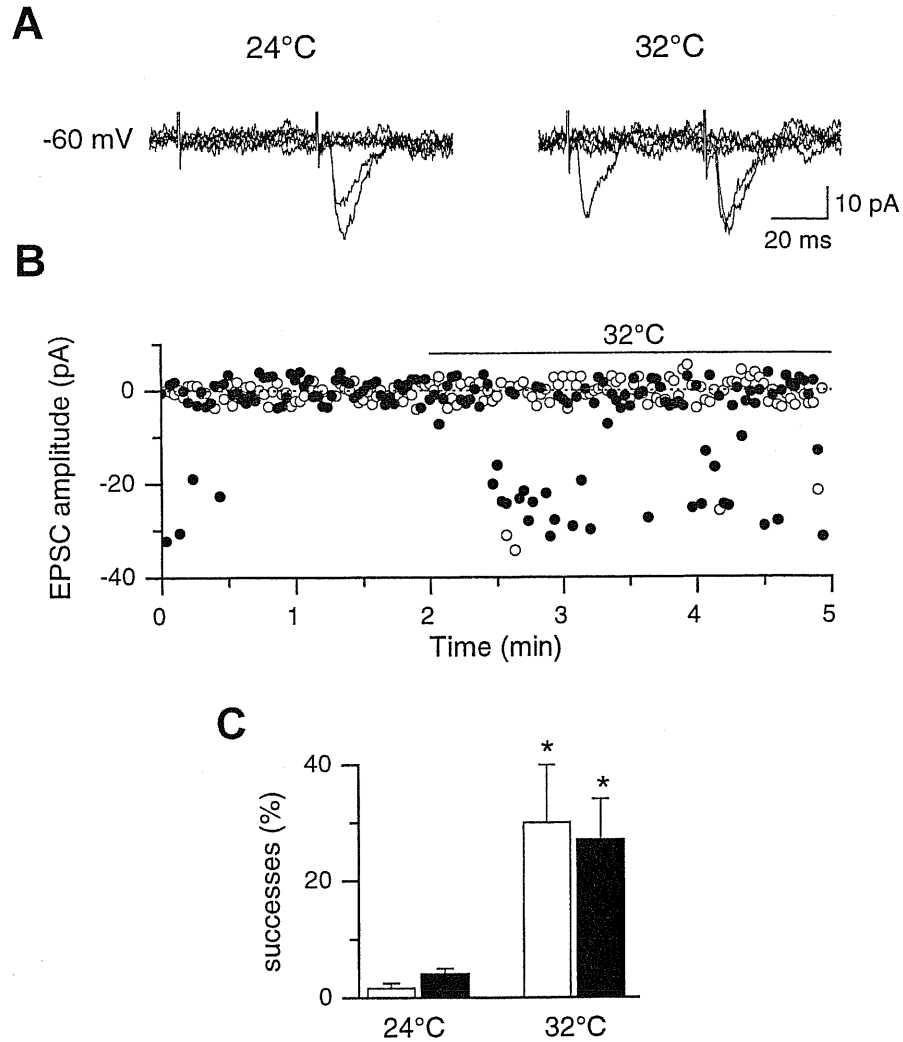 A
24°C
32°C
-60 mV
10 pA
20 ms
B
32°C
EPSC amplitude (pA)
0
-20
-40
0
1
2
3
4
5
Time (min)
C
successes (%)
40
20
0
*
*
24°C
32°C